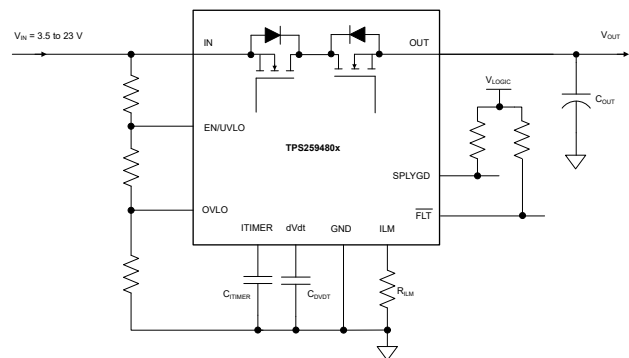 VIN = 3.5 to 23 V
IN
OUT
VOUT
VLOGIC
COUT
EN/UVLO
TPS259480x
SPLYGD
OVLO
FLT
ITIMER dVdt GND ILM
CITIMER
CDVDT
RILM